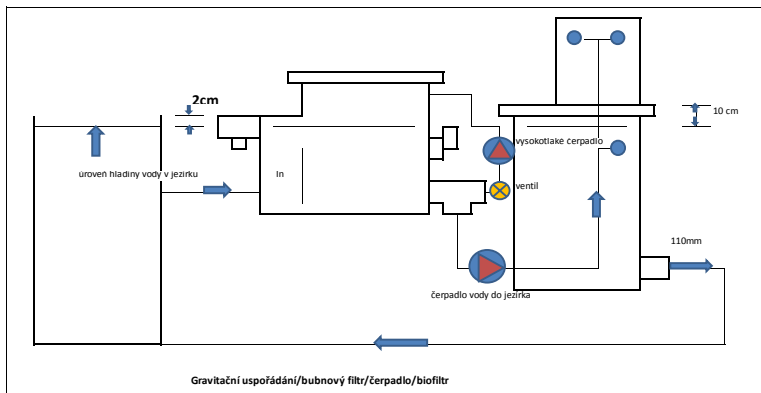 2cm
10 cm
vysokotlaké čerpadlo
úroveň hladiny vody v jezírku
In
ventil
110mm
čerpadlo vody do jezírka
Gravitační uspořádání/bubnový filtr/čerpadlo/biofiltr